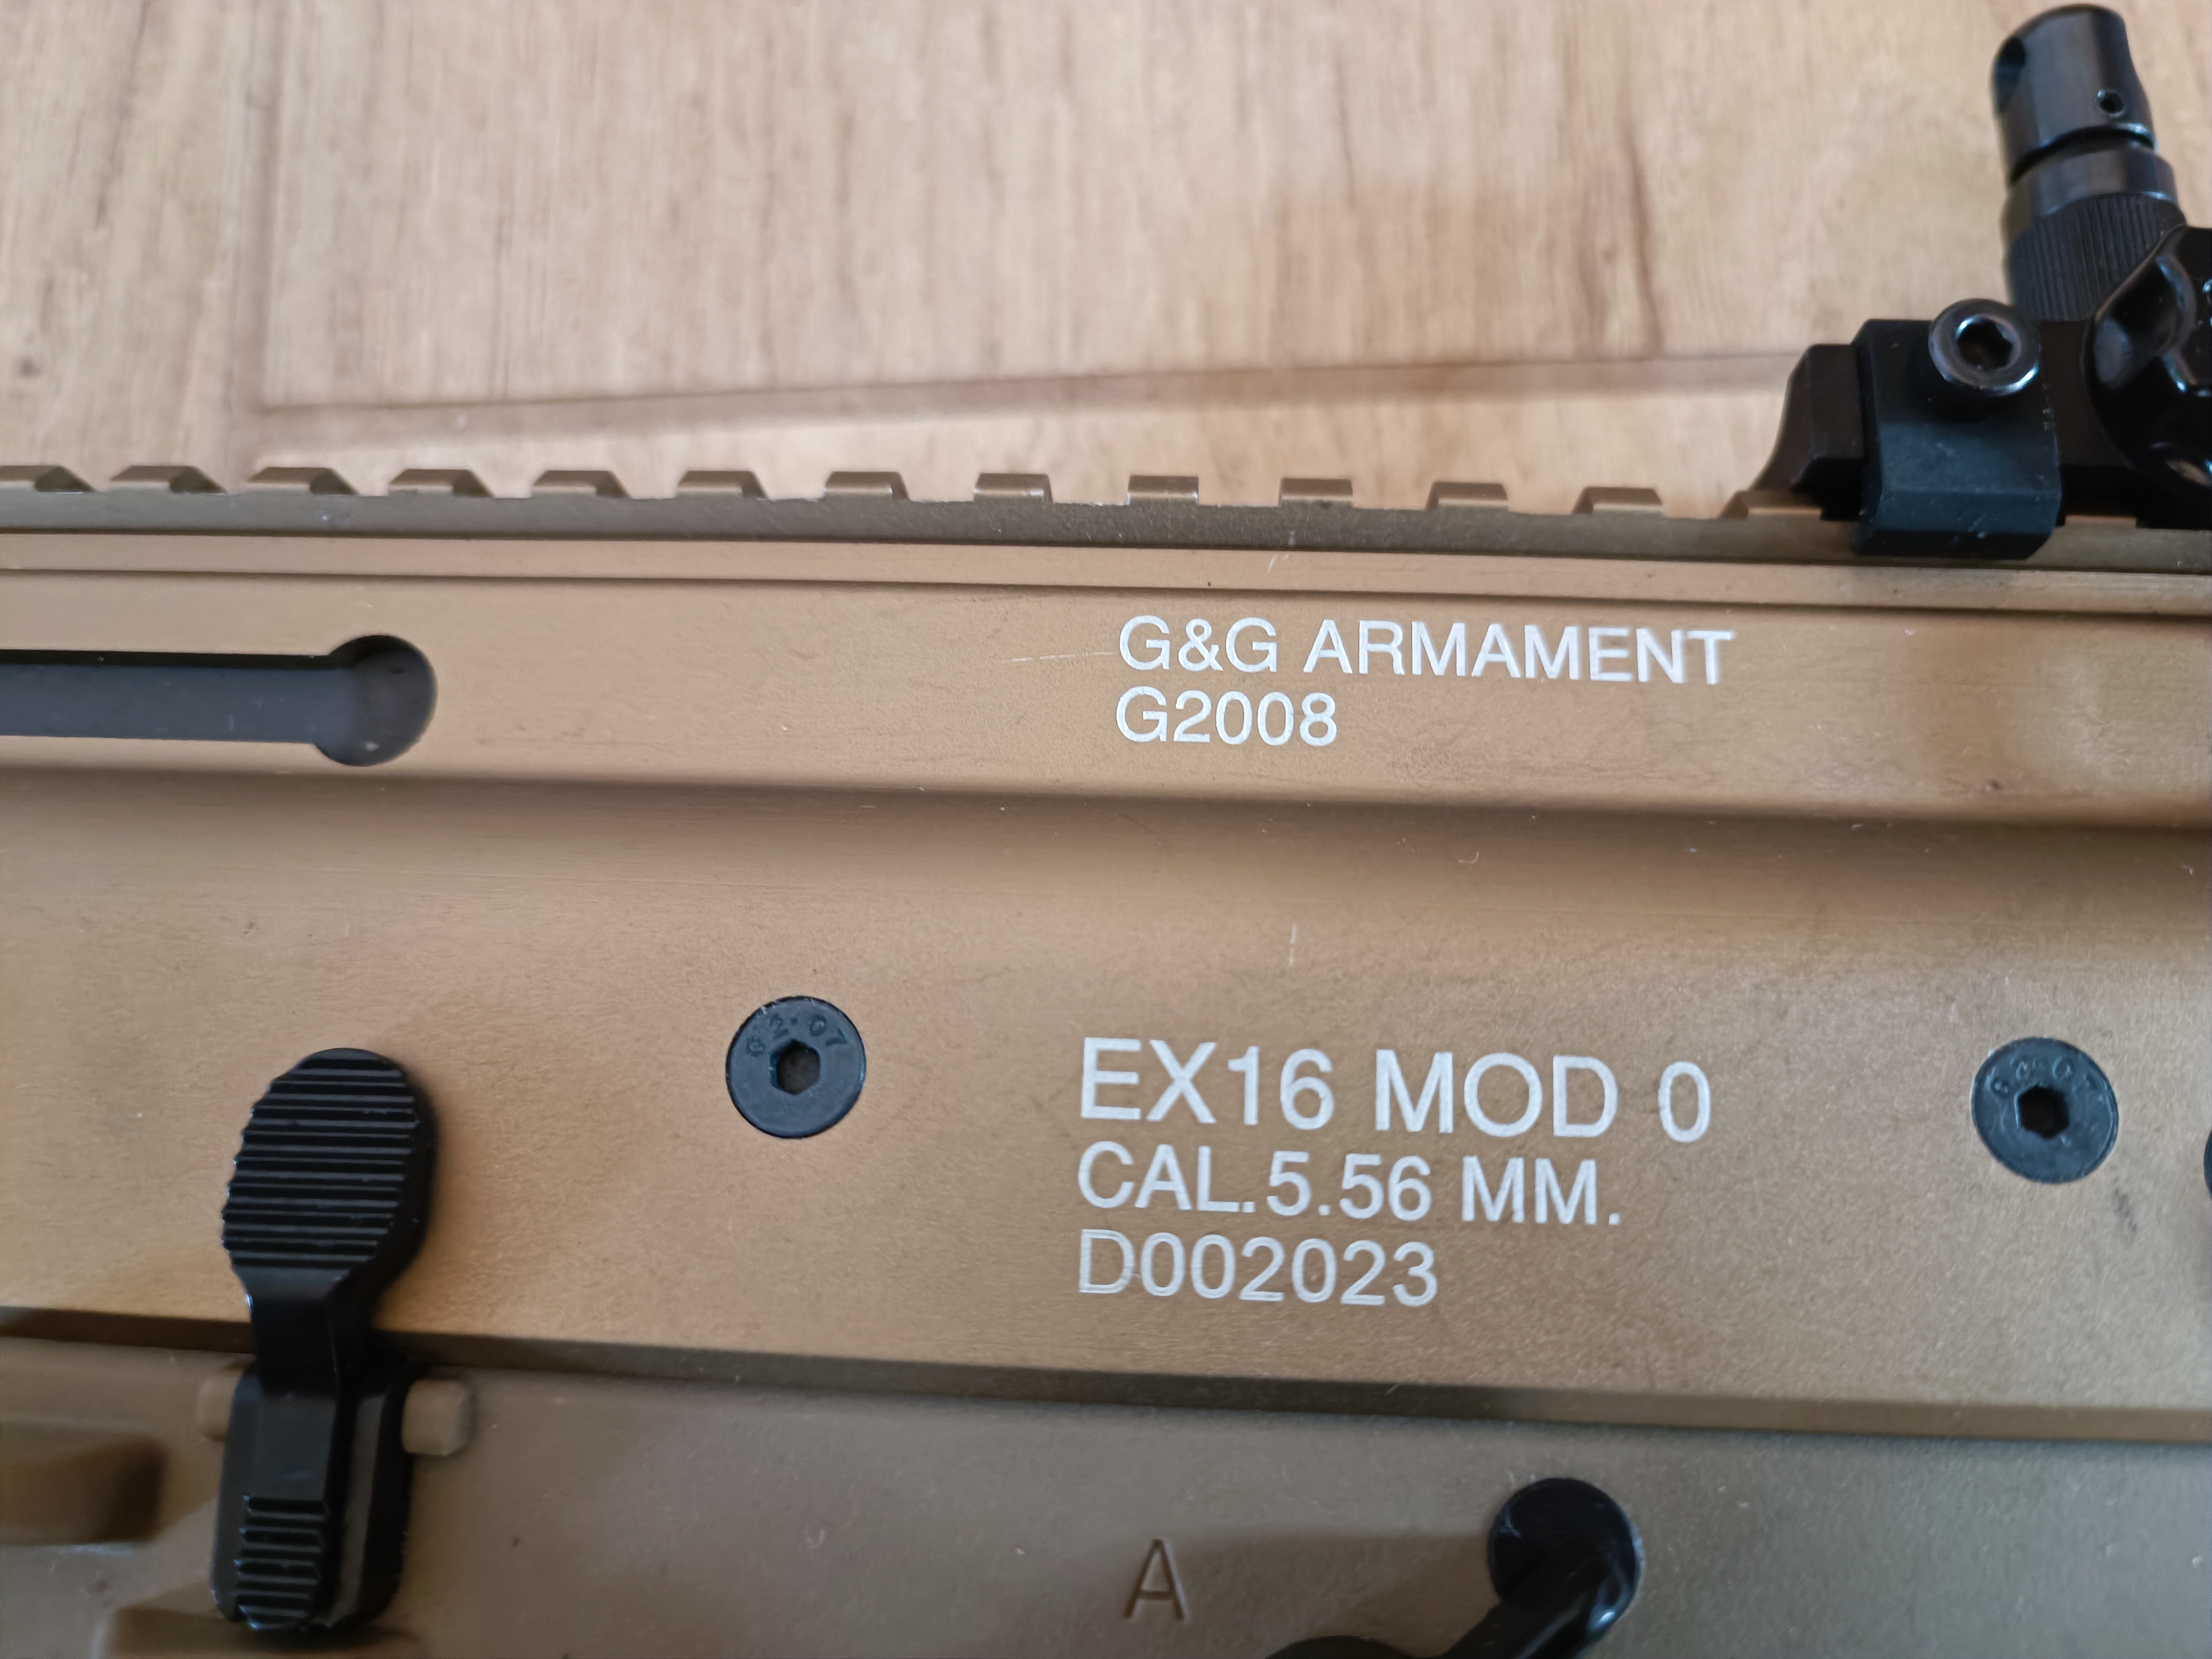 G&G ARMAMENT
G2008
EX16 MOD 0
CAL.5.56 MM.
D002023
A